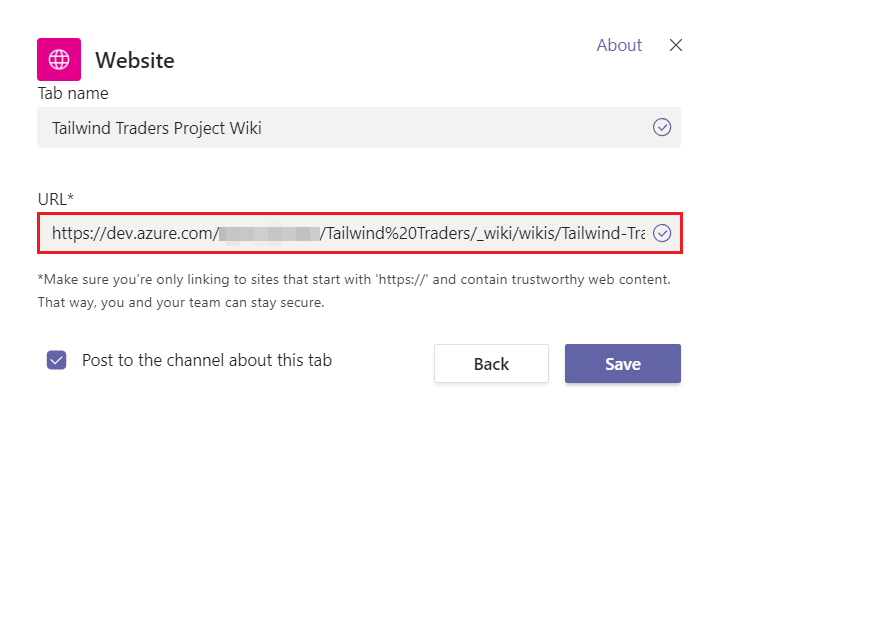 About
Website
Tab name
Tailwind Traders Project Wiki
URL*
https://dev.azure.com/ /Tailwind%20Traders/_wiki/wikis/Tailwind-Tra
*Make sure you're only linking to sites that start with 'https://' and contain trustworthy web content.
That way, you and your team can stay secure.
Post to the channel about this tab
Back
Save